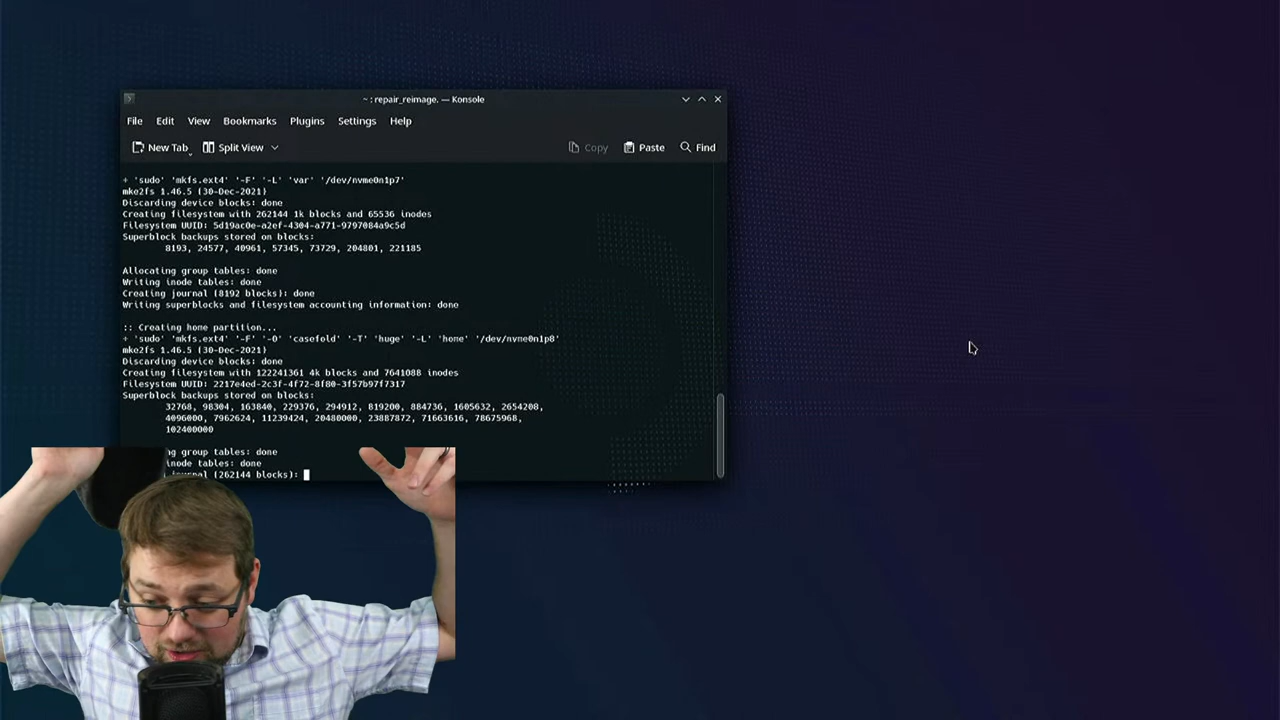 ~ : repair_reimage. — Konsole
File Edit View Bookmarks Plugins Settings Help
New Tab Split View Copy Paste Find
+ 'sudo' 'mkfs.ext4' '-F' '-L' 'var' '/dev/nvme0n1p7'
mke2fs 1.46.5 (30-Dec-2021)
Discarding device blocks: done
Creating filesystem with 262144 1k blocks and 65536 inodes
Filesystem UUID: 5d19ac0e-a2ef-4304-a771-9797084a9c5d
Superblock backups stored on blocks:
8193, 24577, 40961, 57345, 73729, 204801, 221185
Allocating group tables: done
Writing inode tables: done
Creating journal (8192 blocks): done
Writing superblocks and filesystem accounting information: done
:: Creating home partition...
+ 'sudo' 'mkfs.ext4' '-F' '-O' 'casefold' '-T' 'huge' '-L' 'home' '/dev/nvme0n1p8'
mke2fs 1.46.5 (30-Dec-2021)
Discarding device blocks: done
Creating filesystem with 122241361 4k blocks and 7641088 inodes
Filesystem UUID: 2217e4ed-2c3f-4f72-8f80-3f57b97f7317
Superblock backups stored on blocks:
32768, 98304, 163840, 229376, 294912, 819200, 884736, 1605632, 2654208,
4096000, 7962624, 11239424, 20480000, 23887872, 71663616, 78675968,
102400000
ng group tables: done
inode tables: done
journal (262144 blocks):